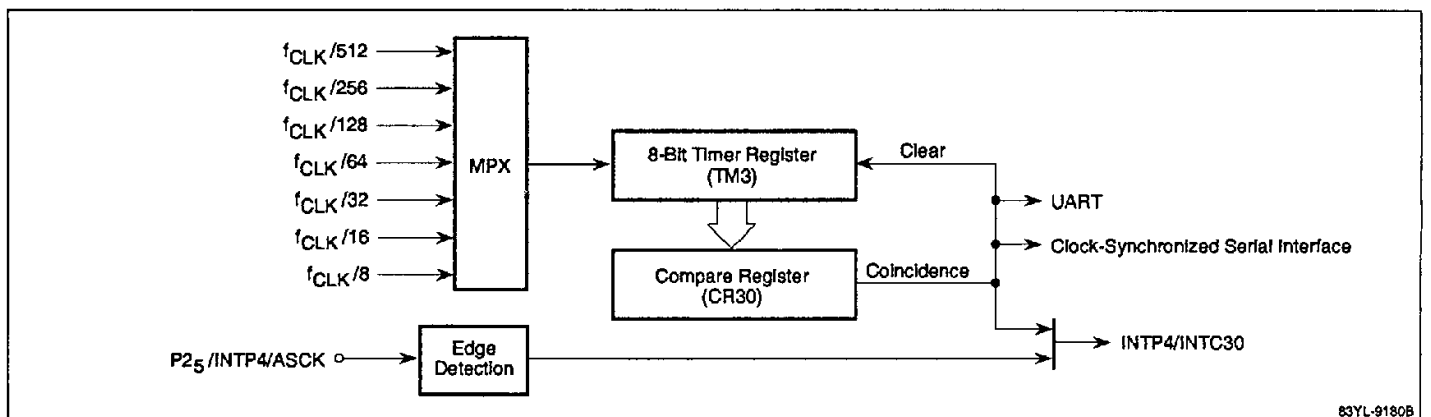 fCLK/512
fCLK/256
fCLK/128
fCLK/64
fCLK/32
fCLK/16
fCLK/8
MPX
8-Bit Timer Register
(TM3)
Clear
UART
Clock-Synchronized Serial Interface
Compare Register
(CR30)
Coincidence
P25/INTP4/ASCK
Edge
Detection
INTP4/INTC30
83YL-9180B